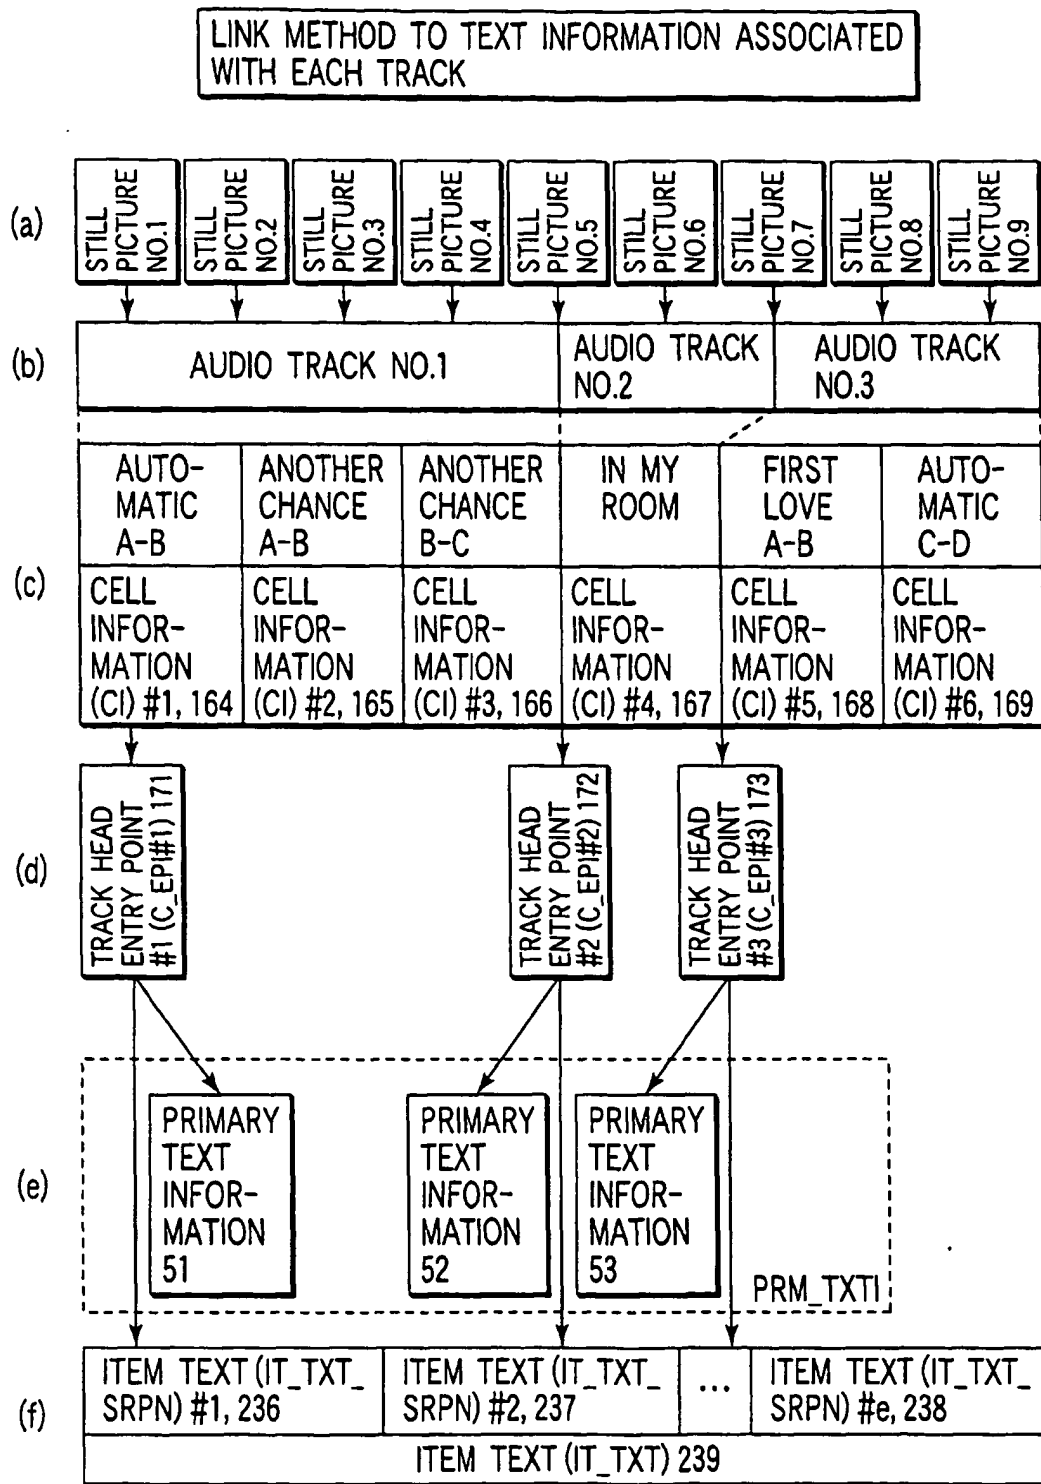 LINK METHOD TO TEXT INFORMATION ASSOCIATED
WITH EACH TRACK
(a)
STILL
PICTURE
NO.1
STILL
PICTURE
NO.2
STILL
PICTURE
NO.3
STILL
PICTURE
NO.4
STILL
PICTURE
NO.5
STILL
PICTURE
NO.6
STILL
PICTURE
NO.7
STILL
PICTURE
NO.8
STILL
PICTURE
NO.9
(b)
AUDIO TRACK NO.1
AUDIO TRACK
NO.2
AUDIO TRACK
NO.3
(c)
AUTO-
MATIC
A-B
ANOTHER
CHANCE
A-B
ANOTHER
CHANCE
B-C
IN MY
ROOM
FIRST
LOVE
A-B
AUTO-
MATIC
C-D
CELL
INFOR-
MATION
(CI) #1, 164
CELL
INFOR-
MATION
(CI) #2, 165
CELL
INFOR-
MATION
(CI) #3, 166
CELL
INFOR-
MATION
(CI) #4, 167
CELL
INFOR-
MATION
(CI) #5, 168
CELL
INFOR-
MATION
(CI) #6, 169
(d)
TRACK HEAD
ENTRY POINT
#1 (C_EPI#1) 171
TRACK HEAD
ENTRY POINT
#2 (C_EPI#2) 172
TRACK HEAD
ENTRY POINT
#3 (C_EPI#3) 173
(e)
PRIMARY
TEXT
INFOR-
MATION
51
PRIMARY
TEXT
INFOR-
MATION
52
PRIMARY
TEXT
INFOR-
MATION
53
PRM_TXTI
(f)
ITEM TEXT (IT_TXT_
SRPN) #1, 236
ITEM TEXT (IT_TXT_
SRPN) #2, 237
...
ITEM TEXT (IT_TXT_
SRPN) #e, 238
ITEM TEXT (IT_TXT) 239